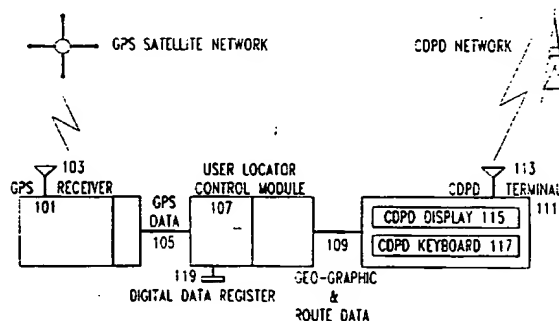 GPS SATELLITE NETWORK
CDPD NETWORK
103
GPS RECEIVER
101
GPS
DATA
105
USER LOCATOR
CONTROL MODULE
107
109
113
CDPD TERMINAL
111
CDPD DISPLAY 115
CDPD KEYBOARD 117
119
DIGITAL DATA REGISTER
GEO-GRAPHIC
&
ROUTE DATA